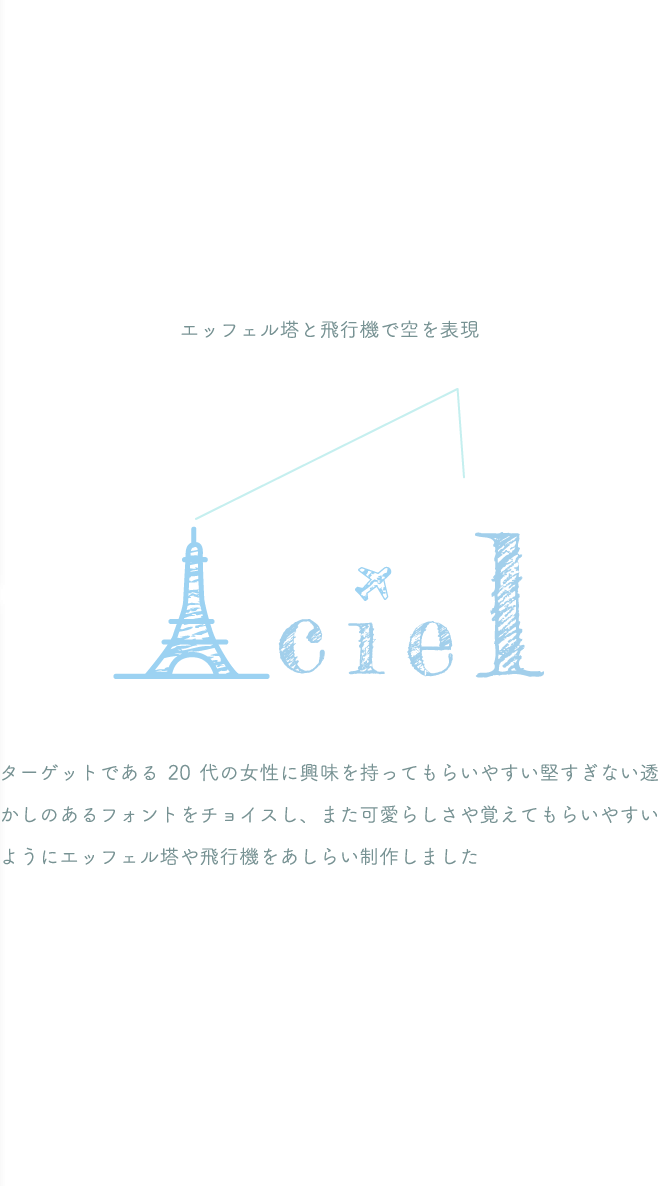 エッフェル塔と飛行機で空を表現
A ciel
ターゲットである 20 代の女性に興味を持ってもらいやすい堅すぎない透
かしのあるフォントをチョイスし、また可愛らしさや覚えてもらいやすい
ようにエッフェル塔や飛行機をあしらい制作しました